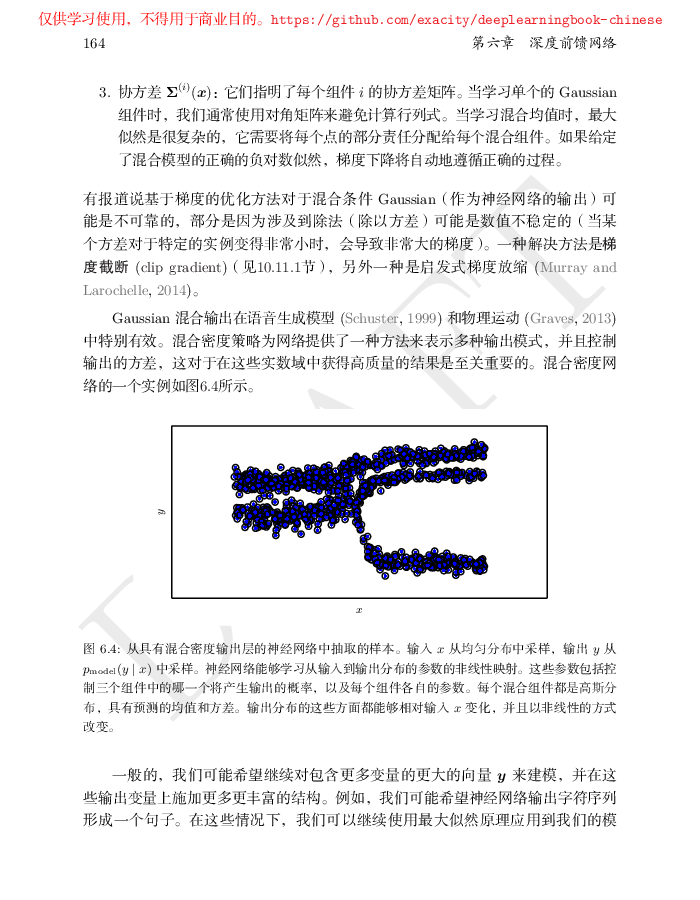 仅供学习使用，不得用于商业目的。https://github.com/exacity/deeplearningbook-chinese
164 第六章 深度前馈网络
3. 协方差 Σ(i)(x)：它们指明了每个组件 i 的协方差矩阵。当学习单个的 Gaussian
组件时，我们通常使用对角矩阵来避免计算行列式。当学习混合均值时，最大
似然是很复杂的，它需要将每个点的部分责任分配给每个混合组件。如果给定
了混合模型的正确的负对数似然，梯度下降将自动地遵循正确的过程。
有报道说基于梯度的优化方法对于混合条件 Gaussian（作为神经网络的输出）可
能是不可靠的，部分是因为涉及到除法（除以方差）可能是数值不稳定的（当某
个方差对于特定的实例变得非常小时，会导致非常大的梯度）。一种解决方法是梯
度截断 (clip gradient)（见10.11.1节），另外一种是启发式梯度放缩 (Murray and
Larochelle, 2014)。
Gaussian 混合输出在语音生成模型 (Schuster, 1999) 和物理运动 (Graves, 2013)
中特别有效。混合密度策略为网络提供了一种方法来表示多种输出模式，并且控制
输出的方差，这对于在这些实数域中获得高质量的结果是至关重要的。混合密度网
络的一个实例如图6.4所示。
y
x
图 6.4: 从具有混合密度输出层的神经网络中抽取的样本。输入 x 从均匀分布中采样，输出 y 从
pmodel(y | x) 中采样。神经网络能够学习从输入到输出分布的参数的非线性映射。这些参数包括控
制三个组件中的哪一个将产生输出的概率，以及每个组件各自的参数。每个混合组件都是高斯分
布，具有预测的均值和方差。输出分布的这些方面都能够相对输入 x 变化，并且以非线性的方式
改变。
一般的，我们可能希望继续对包含更多变量的更大的向量 y 来建模，并在这
些输出变量上施加更多更丰富的结构。例如，我们可能希望神经网络输出字符序列
形成一个句子。在这些情况下，我们可以继续使用最大似然原理应用到我们的模
DRAFT